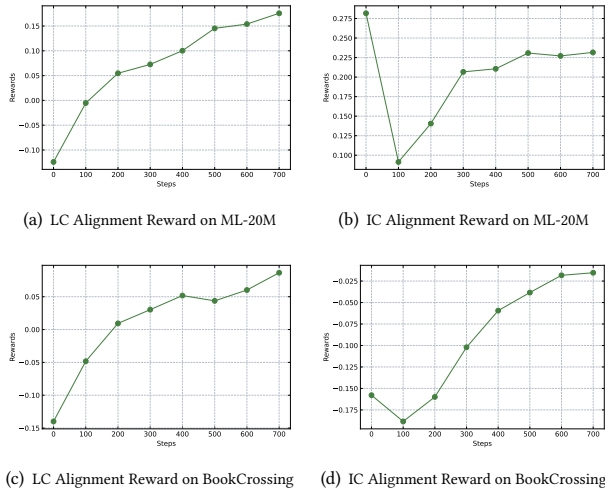 0.15
0.10
0.05
0.00
−0.05
−0.10
Rewards
0 100 200 300 400 500 600 700
Steps
(a) LC Alignment Reward on ML-20M
0.275
0.250
0.225
0.200
0.175
0.150
0.125
0.100
Rewards
0 100 200 300 400 500 600 700
Steps
(b) IC Alignment Reward on ML-20M
0.05
0.00
−0.05
−0.10
−0.15
Rewards
0 100 200 300 400 500 600 700
Steps
(c) LC Alignment Reward on BookCrossing
−0.025
−0.050
−0.075
−0.100
−0.125
−0.150
−0.175
Rewards
0 100 200 300 400 500 600 700
Steps
(d) IC Alignment Reward on BookCrossing